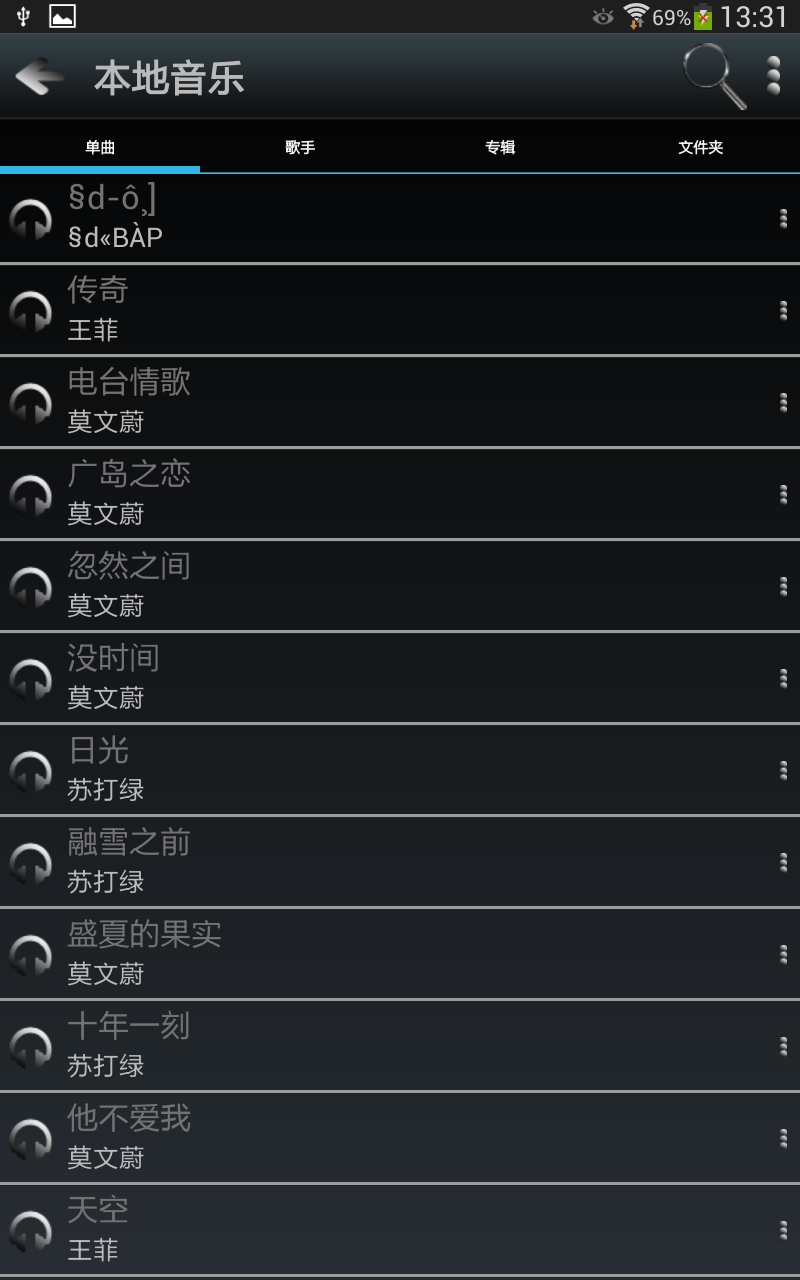 69% 13:31
本地音乐
单曲 歌手 专辑 文件夹
§d-ô¸]
§d«BÀP
传奇
王菲
电台情歌
莫文蔚
广岛之恋
莫文蔚
忽然之间
莫文蔚
没时间
莫文蔚
日光
苏打绿
融雪之前
苏打绿
盛夏的果实
莫文蔚
十年一刻
苏打绿
他不爱我
莫文蔚
天空
王菲